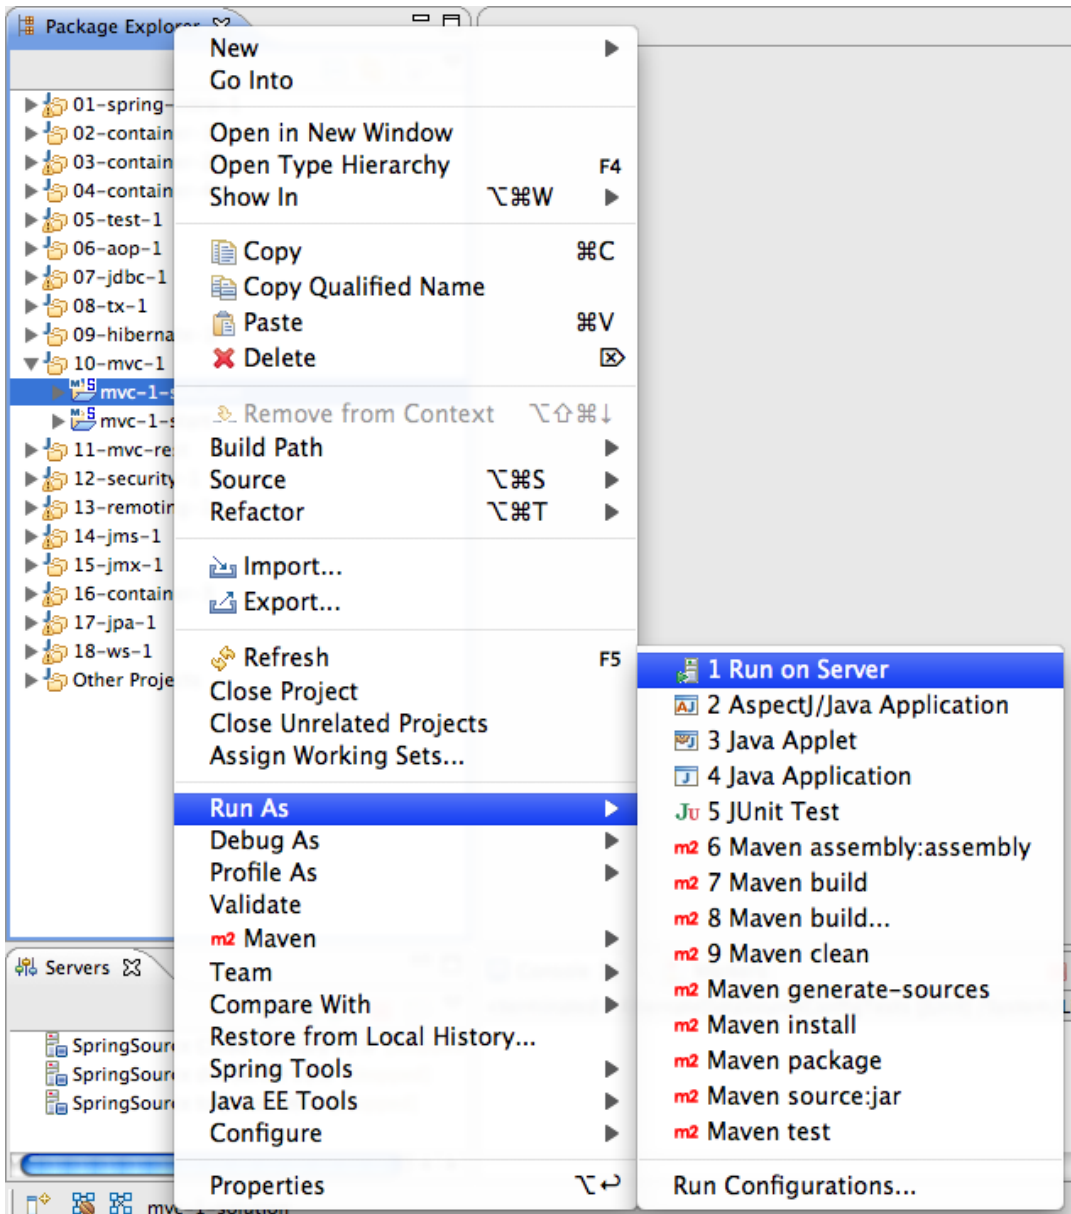 Package Explorer
New
Go Into
Open in New Window
Open Type Hierarchy F4
Show In ⌥⌘W
Copy ⌘C
Copy Qualified Name
Paste ⌘V
Delete ⌦
Remove from Context ⌥⇧⌘↓
Build Path
Source ⌥⌘S
Refactor ⌥⌘T
Import...
Export...
Refresh F5
Close Project
Close Unrelated Projects
Assign Working Sets...
Run As
Debug As
Profile As
Validate
m2 Maven
Team
Compare With
Restore from Local History...
Spring Tools
Java EE Tools
Configure
Properties ⌥↩
01-spring-
02-contain
03-contain
04-contain
05-test-1
06-aop-1
07-jdbc-1
08-tx-1
09-hiberna
10-mvc-1
mvc-1-s
mvc-1-s
11-mvc-re
12-security
13-remotin
14-jms-1
15-jmx-1
16-contain
17-jpa-1
18-ws-1
Other Proje
1 Run on Server
AJ 2 AspectJ/Java Application
3 Java Applet
J 4 Java Application
JU 5 JUnit Test
m2 6 Maven assembly:assembly
m2 7 Maven build
m2 8 Maven build...
m2 9 Maven clean
m2 Maven generate-sources
m2 Maven install
m2 Maven package
m2 Maven source:jar
m2 Maven test
Run Configurations...
Servers
SpringSour
SpringSour
SpringSour
mvc-1-solution